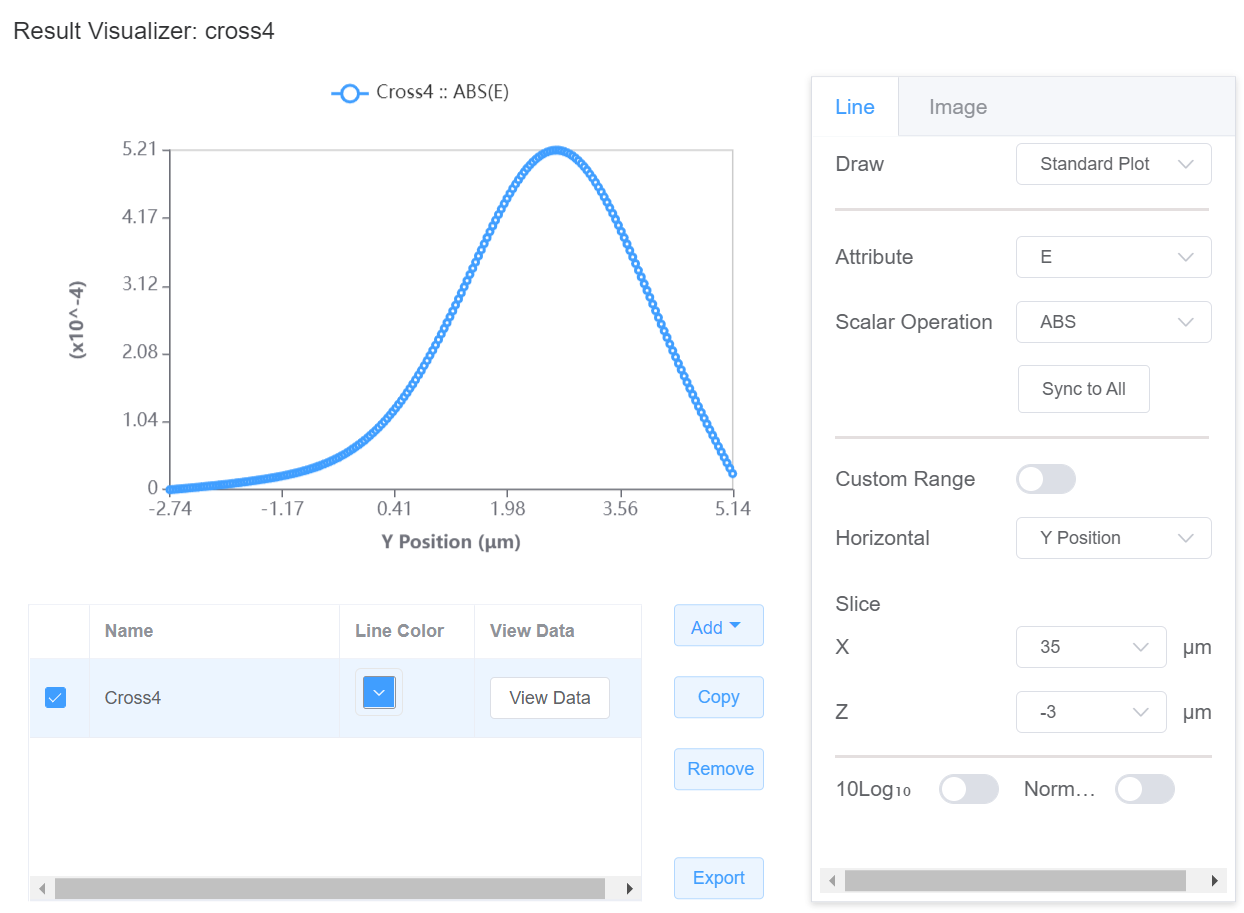 Result Visualizer: cross4
Cross4 :: ABS(E)
5.21
4.17
3.12
2.08
1.04
0
(x10^-4)
-2.74 -1.17 0.41 1.98 3.56 5.14
Y Position (μm)
Name Line Color View Data
Cross4 View Data
Add
Copy
Remove
Export
Line Image
Draw Standard Plot
Attribute E
Scalar Operation ABS
Sync to All
Custom Range
Horizontal Y Position
Slice
X 35 μm
Z -3 μm
10Log₁₀ Norm...